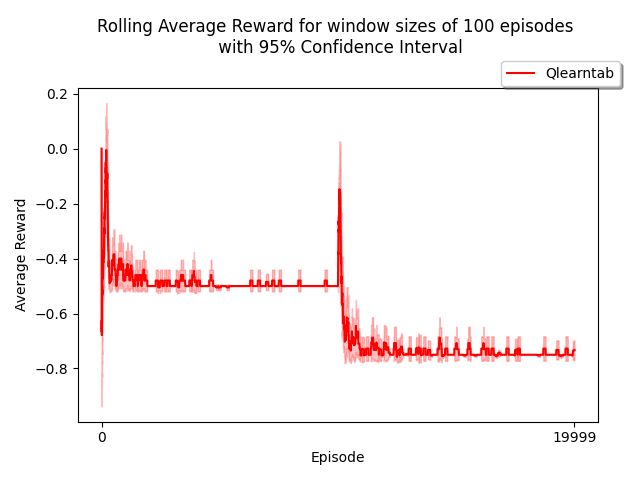 Rolling Average Reward for window sizes of 100 episodes
with 95% Confidence Interval
Qlearntab
0.2
0.0
−0.2
−0.4
−0.6
−0.8
Average Reward
0
19999
Episode